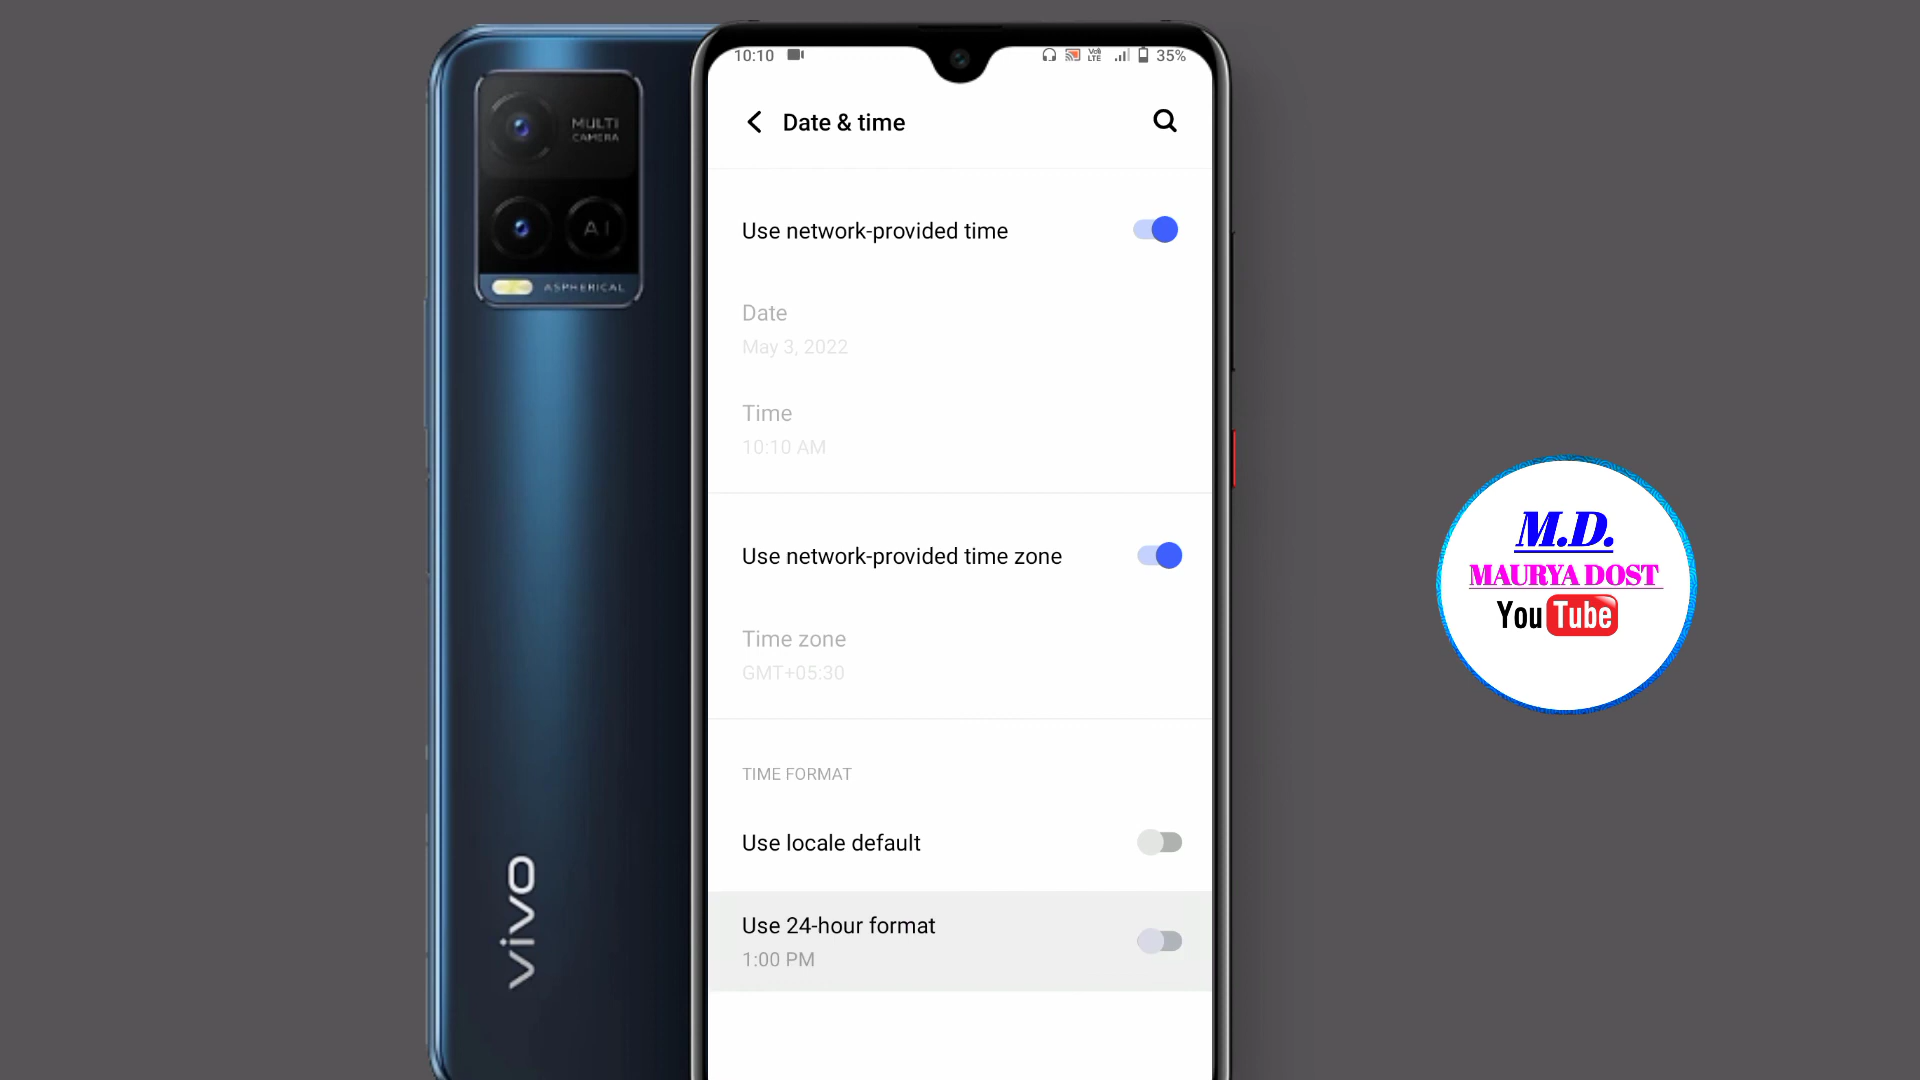 MULTI
CAMERA
AI
ASPHERICAL
vivo
10:10 Vo)) LTE 35%
Date & time
Use network-provided time
Date
May 3, 2022
Time
10:10 AM
Use network-provided time zone
Time zone
GMT+05:30
TIME FORMAT
Use locale default
Use 24-hour format
1:00 PM
M.D.
MAURYA DOST
YouTube